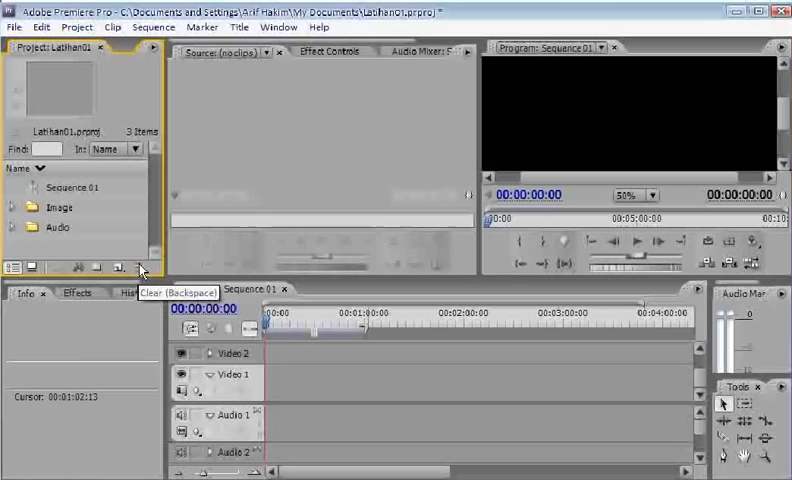 Adobe Premiere Pro - C:\Documents and Settings\Arif Hakim\My Documents\Latihan01.prproj *
File Edit Project Clip Sequence Marker Title Window Help
Project: Latihan01
Source: (no clips) Effect Controls Audio Mixer: S
Program: Sequence 01
Latihan01.prproj 3 Items
Find: In: Name
Name
Sequence 01
Image
Audio
00:00:00:00 50% 00:00:00:00
00:00 00:05:00:00 00:10
Clear (Backspace)
Info Effects His
Sequence 01
Audio Mas
00:00:00:00
:00:00 00:01:00:00 00:02:00:00 00:03:00:00 00:04:00:00
0
Video 2
Video 1
Tools
Cursor: 00:01:02:13
Audio 1
Audio 2